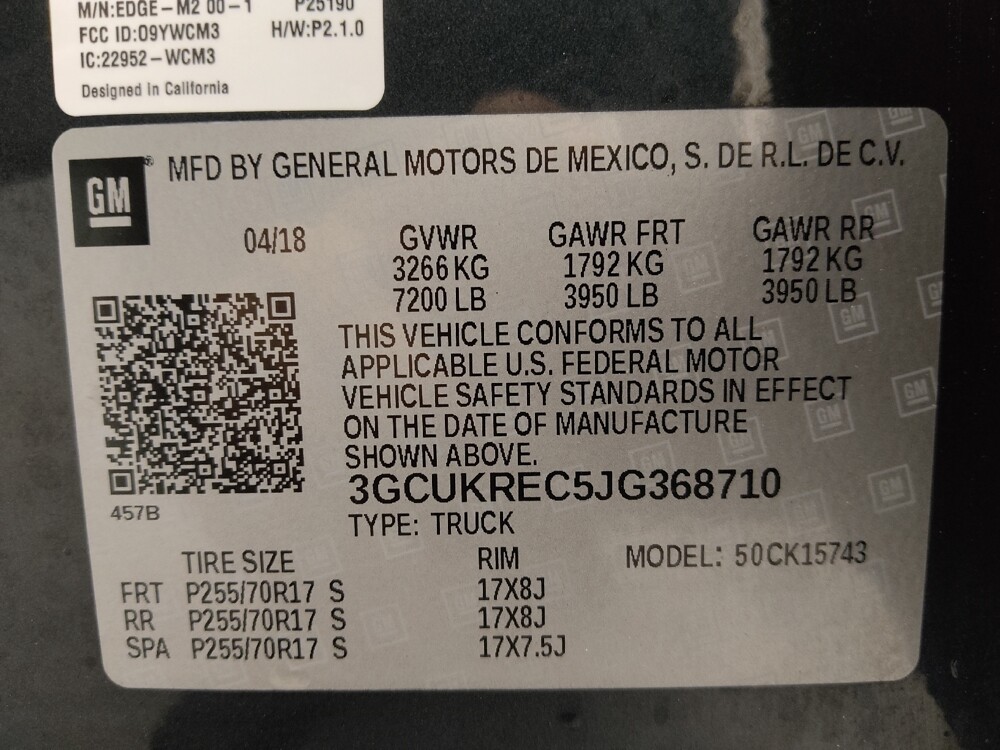 M/N:EDGE-M2 00-1 P25190
FCC ID:O9YWCM3 H/W:P2.1.0
IC:22952-WCM3
Designed in California
GM ® MFD BY GENERAL MOTORS DE MEXICO, S. DE R.L. DE C.V.
04/18 GVWR GAWR FRT GAWR RR
3266 KG 1792 KG 1792 KG
7200 LB 3950 LB 3950 LB
THIS VEHICLE CONFORMS TO ALL
APPLICABLE U.S. FEDERAL MOTOR
VEHICLE SAFETY STANDARDS IN EFFECT
ON THE DATE OF MANUFACTURE
SHOWN ABOVE.
3GCUKREC5JG368710
457B
TYPE: TRUCK
TIRE SIZE RIM MODEL: 50CK15743
FRT P255/70R17 S 17X8J
RR P255/70R17 S 17X8J
SPA P255/70R17 S 17X7.5J